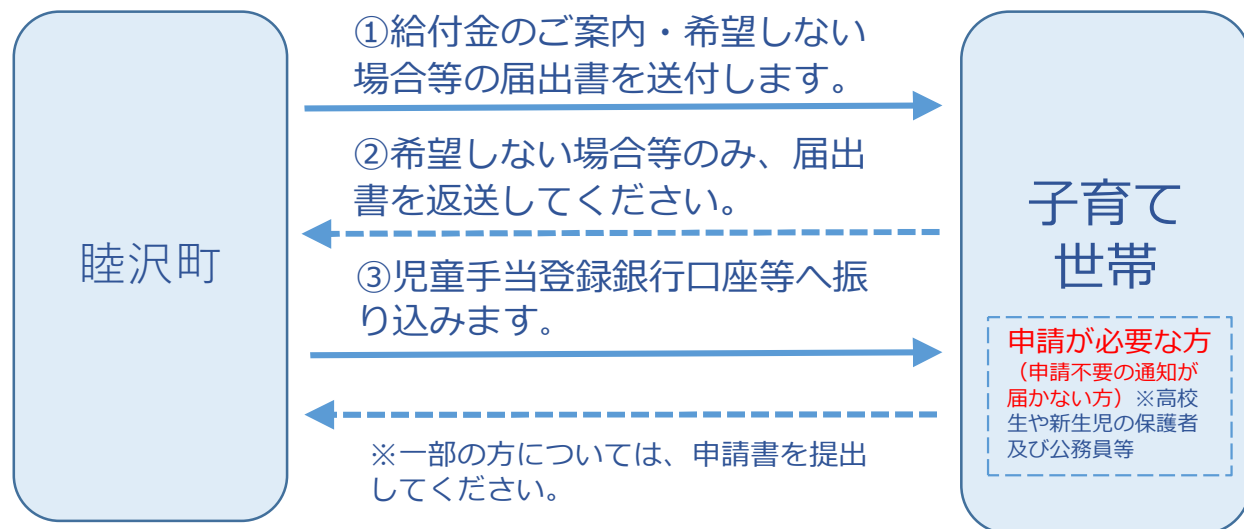 睦沢町
①給付金のご案内・希望しない
場合等の届出書を送付します。
②希望しない場合等のみ、届出
書を返送してください。
③児童手当登録銀行口座等へ振
り込みます。
※一部の方については、申請書を提出
してください。
子育て
世帯
申請が必要な方
（申請不要の通知が
届かない方）※高校
生や新生児の保護者
及び公務員等